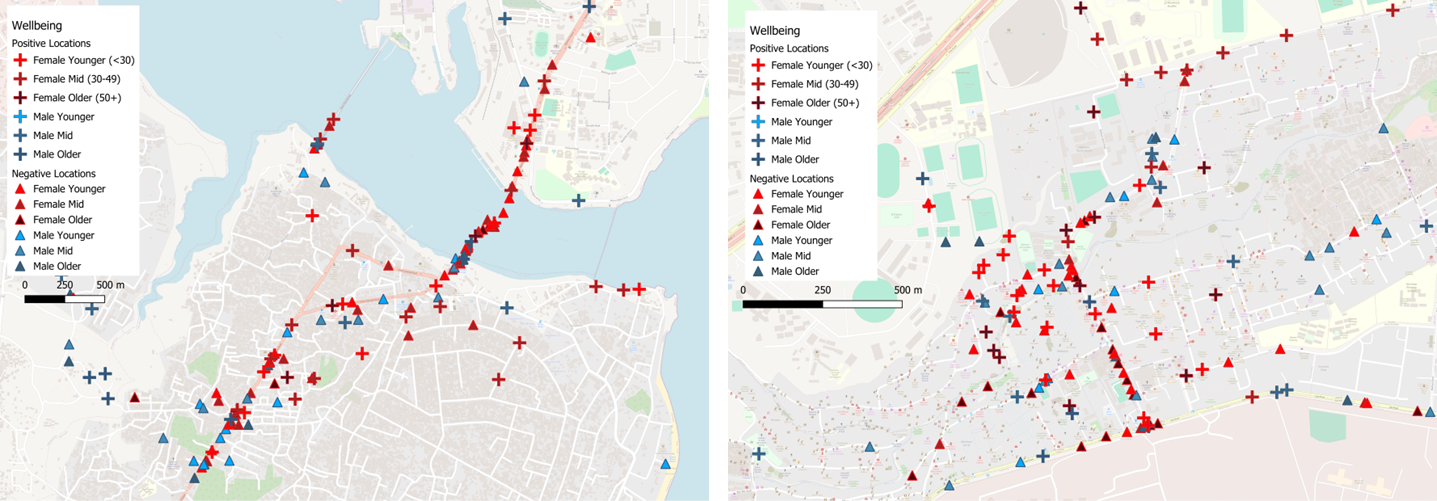 Wellbeing
Positive Locations
Female Younger (<30)
Female Mid (30-49)
Female Older (50+)
Male Younger
Male Mid
Male Older
Negative Locations
Female Younger
Female Mid
Female Older
Male Younger
Male Mid
Male Older
0 250 500 m
Wellbeing
Positive Locations
Female Younger (<30)
Female Mid (30-49)
Female Older (50+)
Male Younger
Male Mid
Male Older
Negative Locations
Female Younger
Female Mid
Female Older
Male Younger
Male Mid
Male Older
0 250 500 m